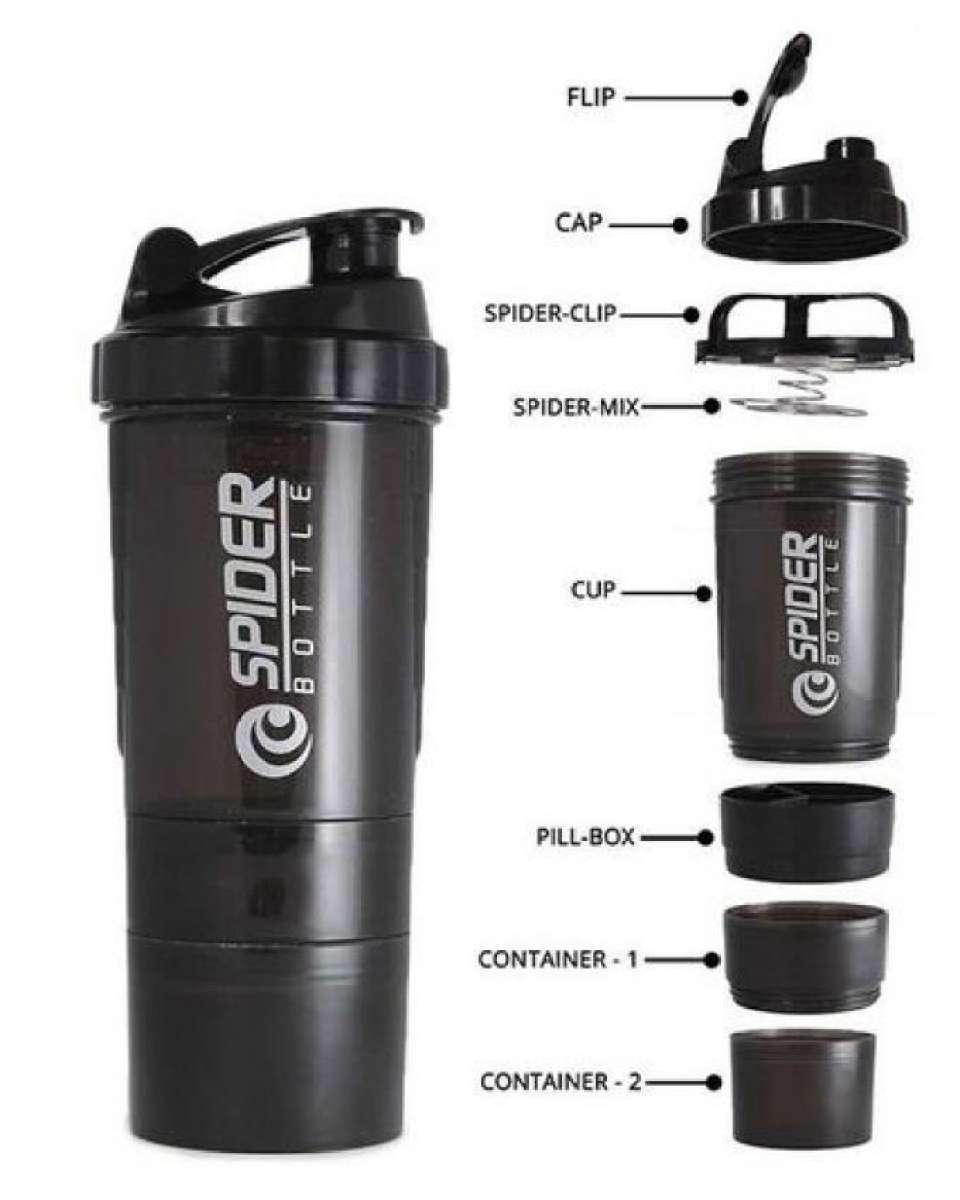 SPIDER
BOTTLE
FLIP
CAP
SPIDER-CLIP
SPIDER-MIX
CUP
SPIDER
BOTTLE
PILL-BOX
CONTAINER - 1
CONTAINER - 2